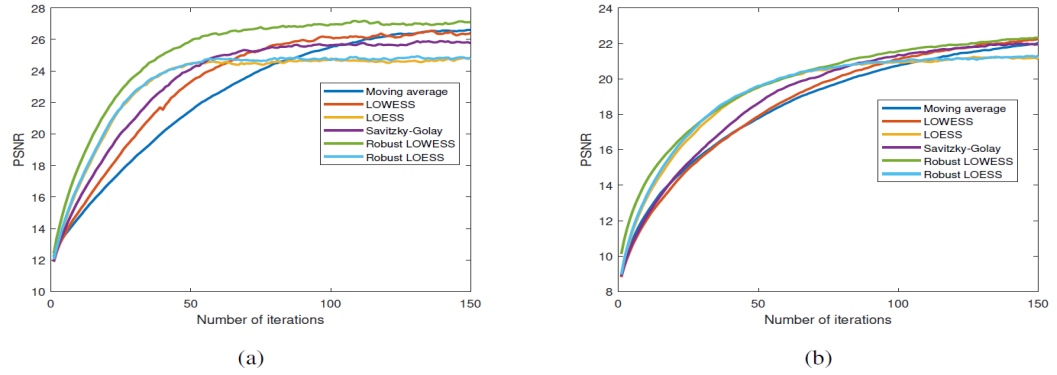 28
26
24
22
20
18
16
14
12
10
PSNR
0
50
100
150
Number of iterations
Moving average
LOWESS
LOESS
Savitzky-Golay
Robust LOWESS
Robust LOESS
(a)
24
22
20
18
16
14
12
10
8
PSNR
0
50
100
150
Number of iterations
Moving average
LOWESS
LOESS
Savitzky-Golay
Robust LOWESS
Robust LOESS
(b)